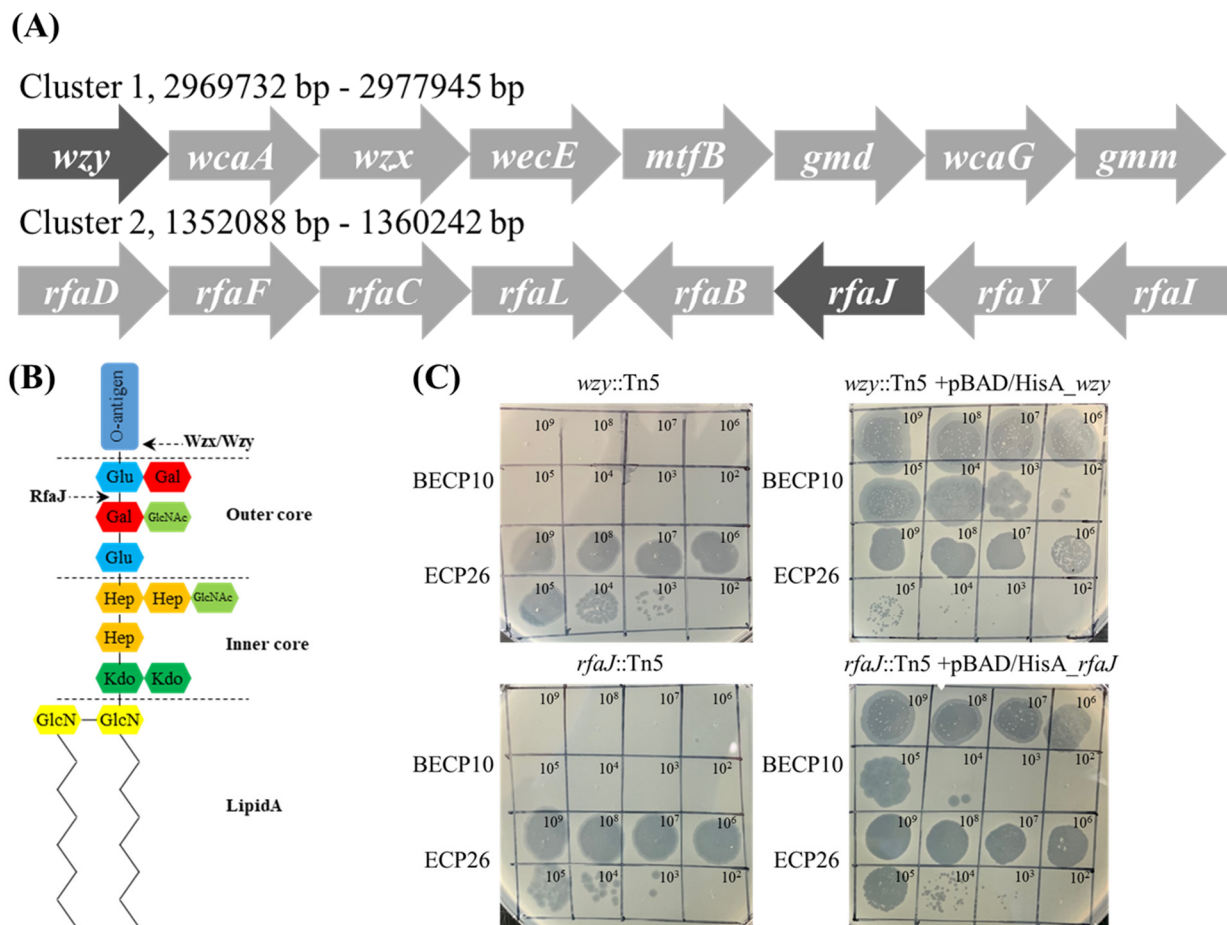 (A)
Cluster 1, 2969732 bp - 2977945 bp
wzy wcaA wzx wecE mtfB gmd wcaG gmm
Cluster 2, 1352088 bp - 1360242 bp
rfaD rfaF rfaC rfaL rfaB rfaJ rfaY rfaI
(B)
O-antigen
Wzx/Wzy
Glu Gal
RfaJ
Gal GlcNAc
Outer core
Glu
Hep Hep GlcNAc
Inner core
Hep
Kdo Kdo
GlcN GlcN
LipidA
(C)
wzy::Tn5
10⁹ 10⁸ 10⁷ 10⁶
BECP10
10⁵ 10⁴ 10³ 10²
10⁹ 10⁸ 10⁷ 10⁶
ECP26
10⁵ 10⁴ 10³ 10²
wzy::Tn5 +pBAD/HisA_wzy
10⁹ 10⁸ 10⁷ 10⁶
BECP10
10⁵ 10⁴ 10³ 10²
10⁹ 10⁸ 10⁷ 10⁶
ECP26
10⁵ 10⁴ 10³ 10²
rfaJ::Tn5
10⁹ 10⁸ 10⁷ 10⁶
BECP10
10⁵ 10⁴ 10³ 10²
10⁹ 10⁸ 10⁷ 10⁶
ECP26
10⁵ 10⁴ 10³ 10²
rfaJ::Tn5 +pBAD/HisA_rfaJ
10⁹ 10⁸ 10⁷ 10⁶
BECP10
10⁵ 10⁴ 10³ 10²
10⁹ 10⁸ 10⁷ 10⁶
ECP26
10⁵ 10⁴ 10³ 10²